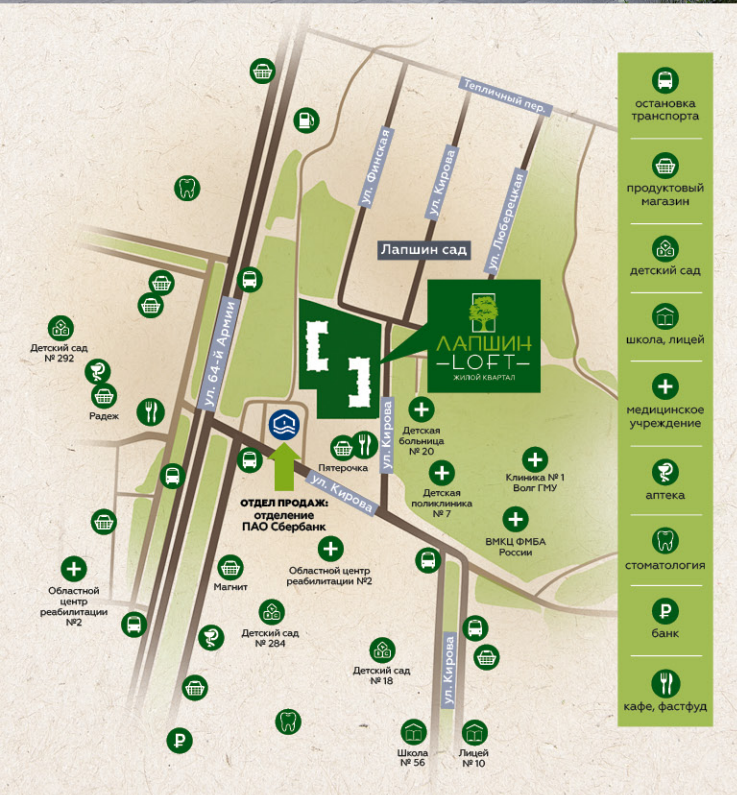 Тепличный пер.
ул. Финская
ул. Кирова
ул. Люберецкая
Лапшин сад
ЛАПШИН
–LOFT–
ЖИЛОЙ КВАРТАЛ
ул. 64-й Армии
Детский сад
№ 292
Радеж
Пятерочка
ул. Кирова
Детская
больница
№ 20
Детская
поликлиника
№ 7
Клиника № 1
Волг ГМУ
ВМКЦ ФМБА
России
ул. Кирова
ОТДЕЛ ПРОДАЖ:
отделение
ПАО Сбербанк
Областной центр
реабилитации №2
Магнит
Областной
центр
реабилитации
№2
Детский сад
№ 284
Детский сад
№ 18
ул. Кирова
Школа
№ 56
Лицей
№ 10
остановка
транспорта
продуктовый
магазин
детский сад
школа, лицей
медицинское
учреждение
аптека
стоматология
банк
кафе, фастфуд